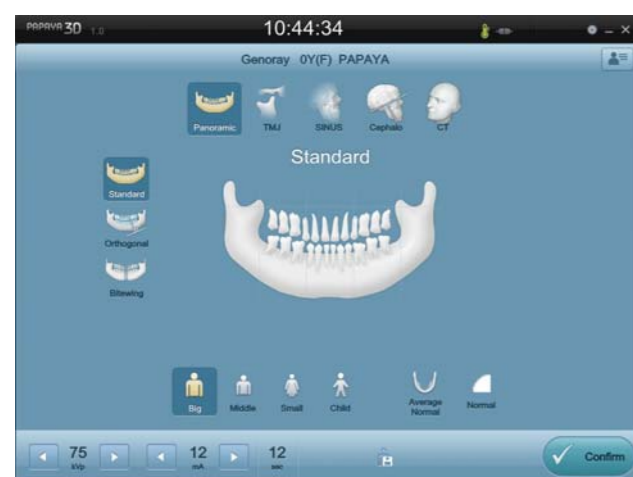 PAPAYA 3D 1.0 10:44:34
Genoray 0Y(F) PAPAYA
Panoramic TMJ SINUS Cephalo CT
Standard
Standard
Orthogonal
Bitewing
Big Middle Small Child Average Normal Normal
75 kVp 12 mA 12 sec Confirm